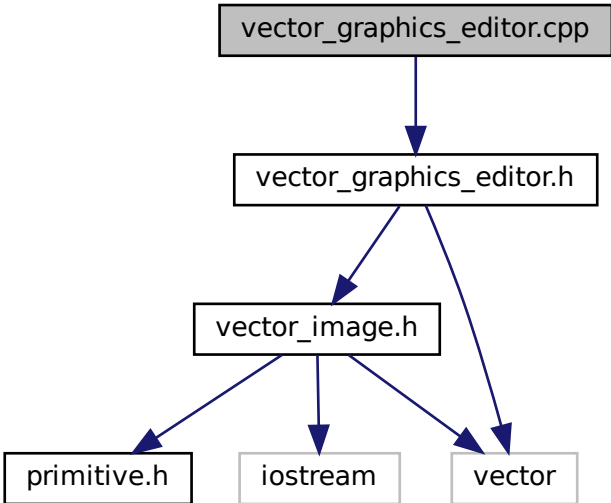 vector_graphics_editor.cpp
vector_graphics_editor.h
vector_image.h
primitive.h
iostream
vector